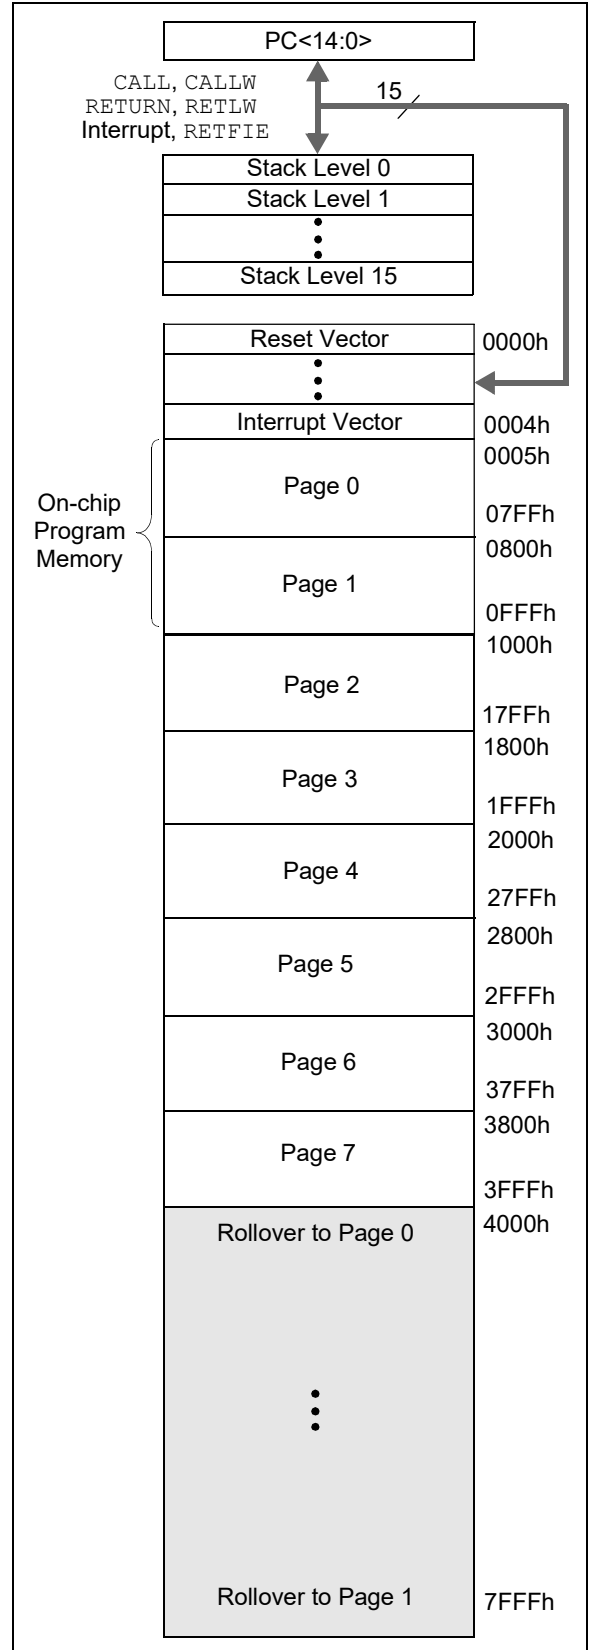 PC<14:0>
CALL, CALLW
15
RETURN, RETLW
Interrupt, RETFIE
Stack Level 0
Stack Level 1
Stack Level 15
Reset Vector
0000h
Interrupt Vector
0004h
0005h
Page 0
On-chip
Program
Memory
07FFh
0800h
Page 1
0FFFh
1000h
Page 2
17FFh
1800h
Page 3
1FFFh
2000h
Page 4
27FFh
2800h
Page 5
2FFFh
3000h
Page 6
37FFh
3800h
Page 7
3FFFh
4000h
Rollover to Page 0
Rollover to Page 1
7FFFh